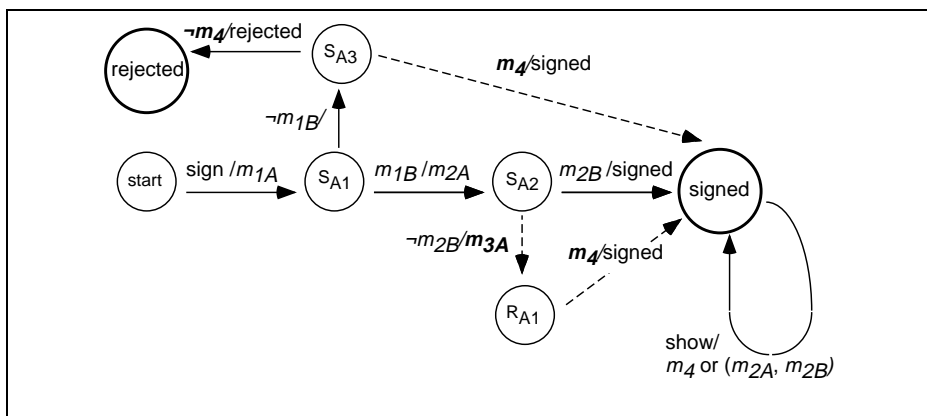 ¬m4/rejected
rejected
SA3
m4/signed
¬m1B/
start
sign /m1A
SA1
m1B/m2A
SA2
m2B/signed
signed
¬m2B/m3A
m4/signed
RA1
show/
m4 or (m2A, m2B)